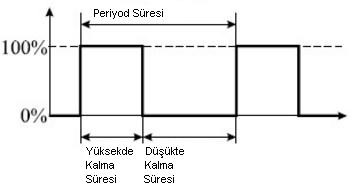 Periyod Süresi
100%
0%
Yüksekde
Kalma
Süresi
Düşükte
Kalma
Süresi